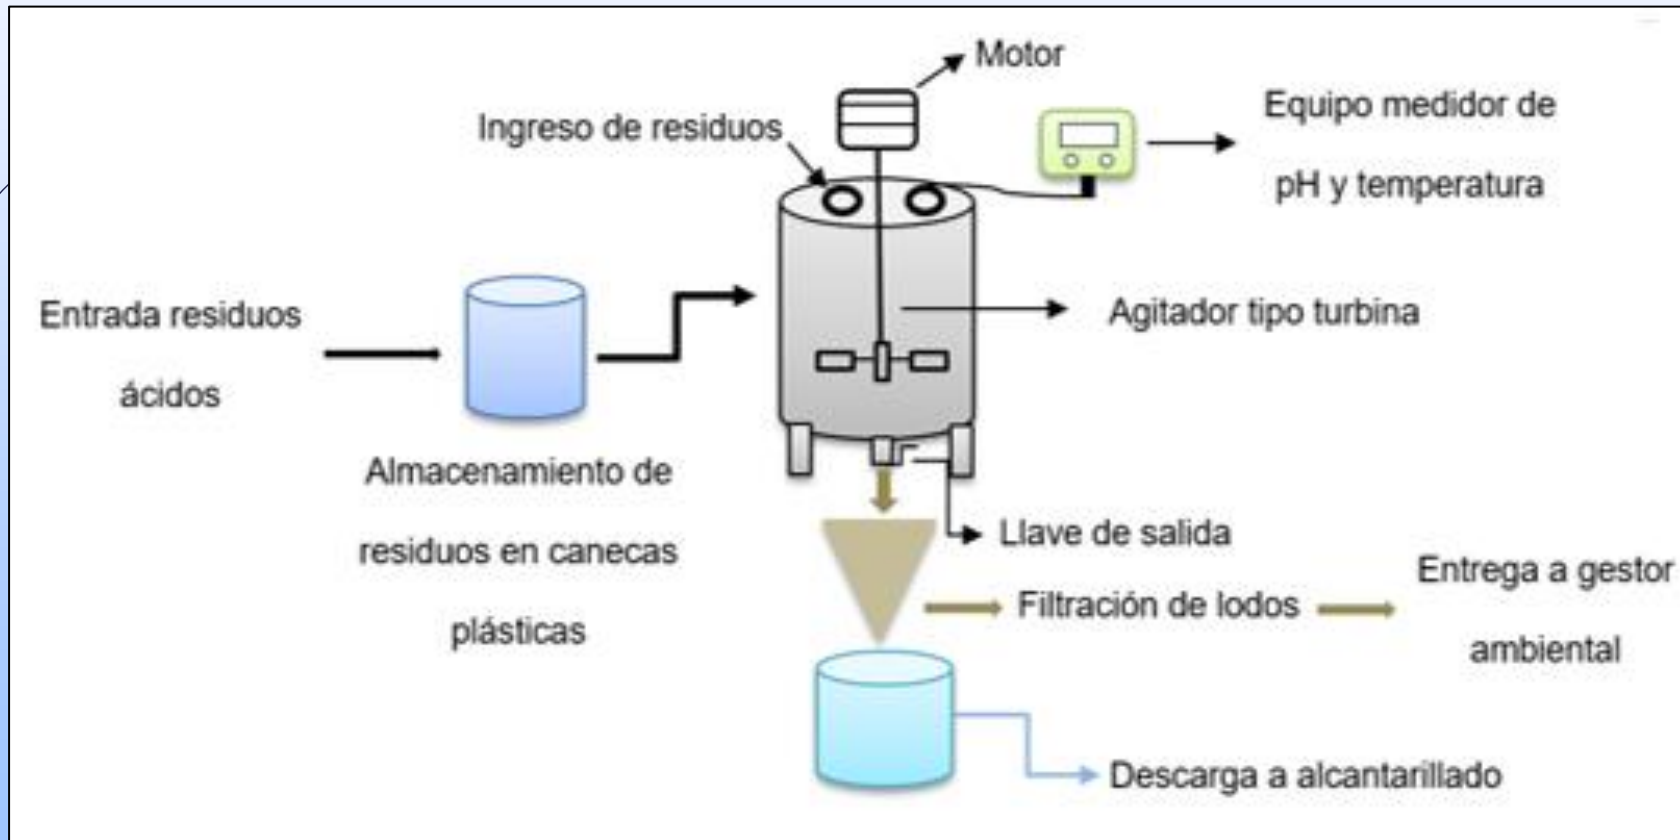 Motor
Ingreso de residuos
Equipo medidor de
pH y temperatura
Entrada residuos
ácidos
Agitador tipo turbina
Almacenamiento de
residuos en canecas
plásticas
Llave de salida
Filtración de lodos
Entrega a gestor
ambiental
Descarga a alcantarillado